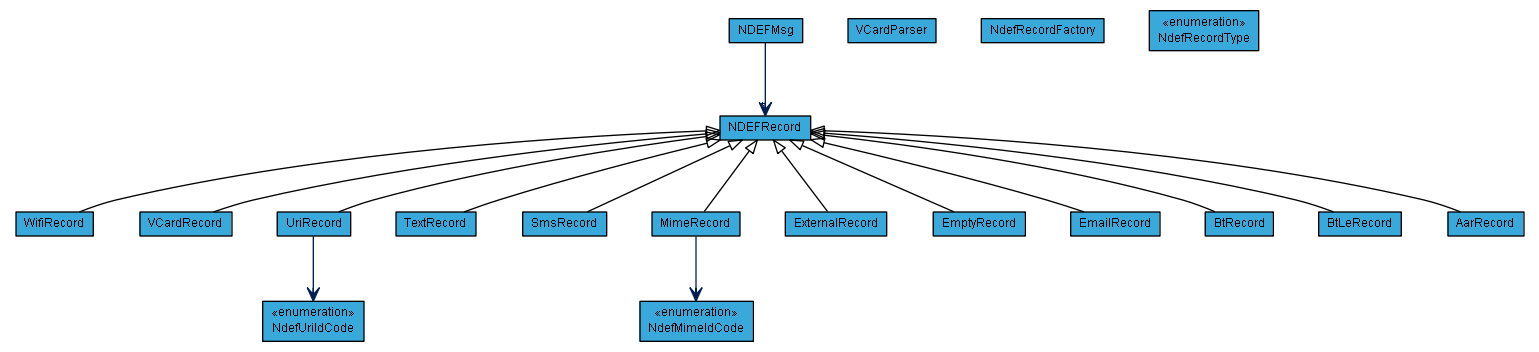 NDEFMsg
VCardParser
NdefRecordFactory
«enumeration»
NdefRecordType
NDEFRecord
WifiRecord
VCardRecord
UriRecord
TextRecord
SmsRecord
MimeRecord
ExternalRecord
EmptyRecord
EmailRecord
BtRecord
BtLeRecord
AarRecord
«enumeration»
NdefUriIdCode
«enumeration»
NdefMimeIdCode